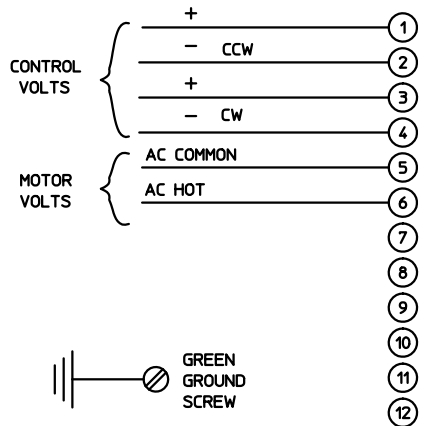 + 1
− CCW 2
CONTROL VOLTS
+ 3
− CW 4
AC COMMON 5
MOTOR VOLTS
AC HOT 6
7
8
9
10
GREEN GROUND SCREW
11
12